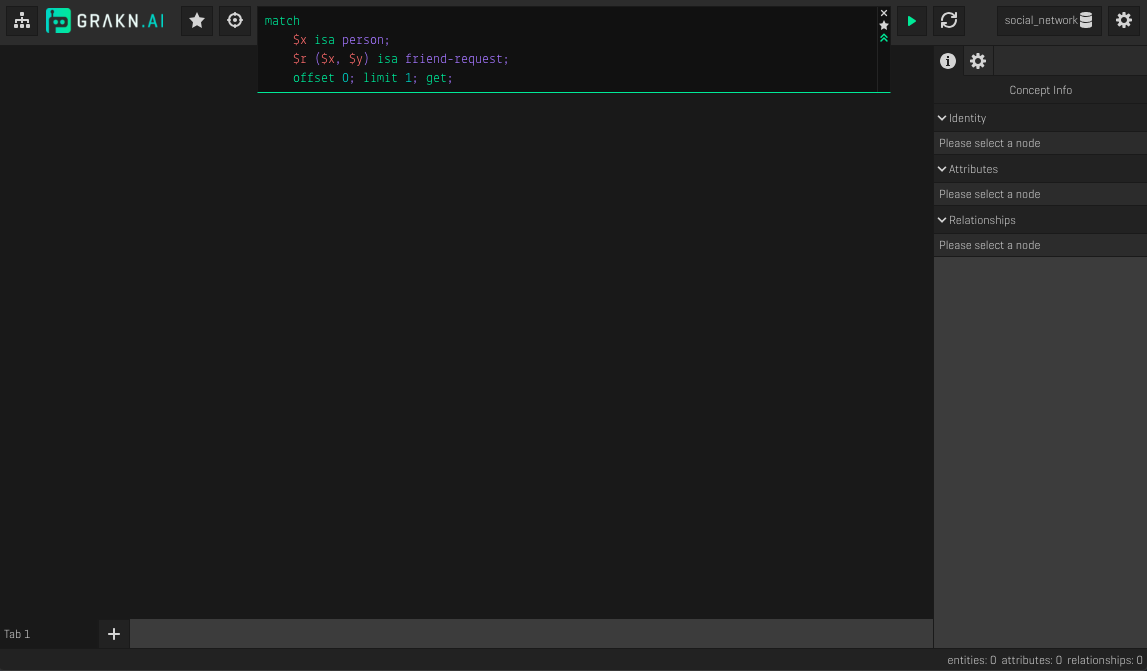 GRAKN.AI
match
$x isa person;
$r ($x, $y) isa friend-request;
offset 0; limit 1; get;
social_network
Concept Info
Identity
Please select a node
Attributes
Please select a node
Relationships
Please select a node
Tab 1
entities: 0 attributes: 0 relationships: 0